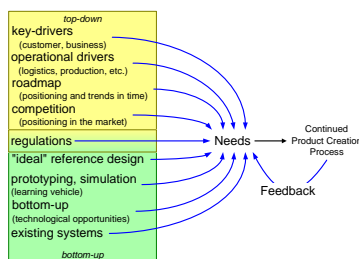 top-down
key-drivers
(customer, business)
operational drivers
(logistics, production, etc.)
roadmap
(positioning and trends in time)
competition
(positioning in the market)
regulations
"ideal" reference design
prototyping, simulation
(learning vehicle)
bottom-up
(technological opportunities)
existing systems
bottom-up
Needs
Continued
Product Creation
Process
Feedback